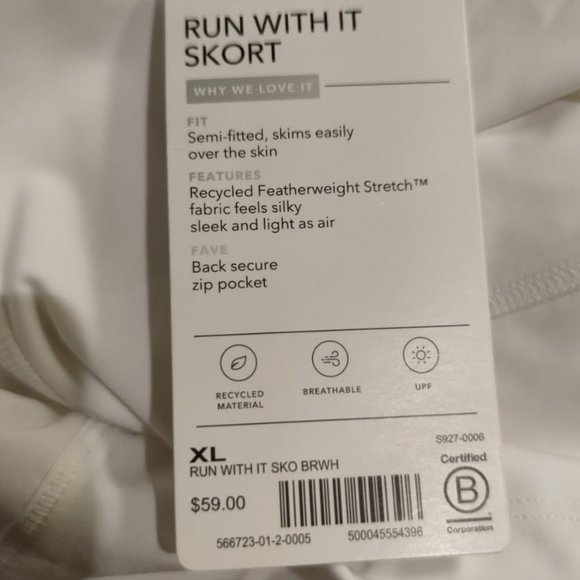 RUN WITH IT
SKORT
WHY WE LOVE IT
FIT
Semi-fitted, skims easily
over the skin
FEATURES
Recycled Featherweight Stretch™
fabric feels silky
sleek and light as air
FAVE
Back secure
zip pocket
RECYCLED
MATERIAL
BREATHABLE
UPF
S927-0006
XL
RUN WITH IT SKO BRWH
$59.00
Certified
B
Corporation
566723-01-2-0005
500045554396